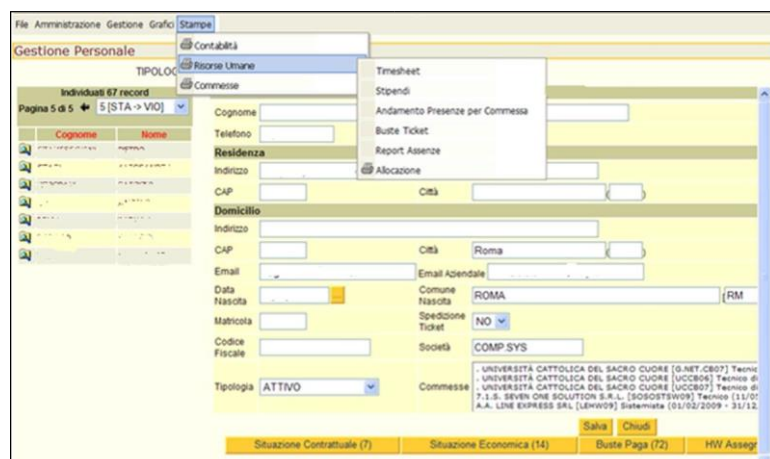 File Amministrazione Gestione Grafici Stampe
Contabilità
Risorse Umane
Commesse
Timesheet
Stipendi
Andamento Presenze per Commessa
Buste Ticket
Report Assenze
Allocazione
Gestione Personale
TIPOLOG
Individuati 67 record
Pagina 5 di 5 5 [STA -> VIO]
Cognome Nome
Cognome
Telefono
Residenza
Indirizzo
CAP Città ( )
Domicilio
Indirizzo
CAP Città Roma ( )
Email Email Aziendale
Data Nascita Comune Nascita ROMA [RM
Matricola Spedizione Ticket NO
Codice Fiscale Società COMP.SYS
Tipologia ATTIVO Commesse
. UNIVERSITÀ CATTOLICA DEL SACRO CUORE [G.NET.CB07] Tecnic
. UNIVERSITÀ CATTOLICA DEL SACRO CUORE [UCCB06] Tecnico di
. UNIVERSITÀ CATTOLICA DEL SACRO CUORE [UCCB07] Tecnico di
7.1.S. SEVEN ONE SOLUTION S.R.L. [SOSOSTSW09] Tecnico (11/05
A.A. LINE EXPRESS SRL [LEHW09] Sistemista (01/02/2009 - 31/12
Salva Chiudi
Situazione Contrattuale (7) Situazione Economica (14) Buste Paga (72) HW Assegn